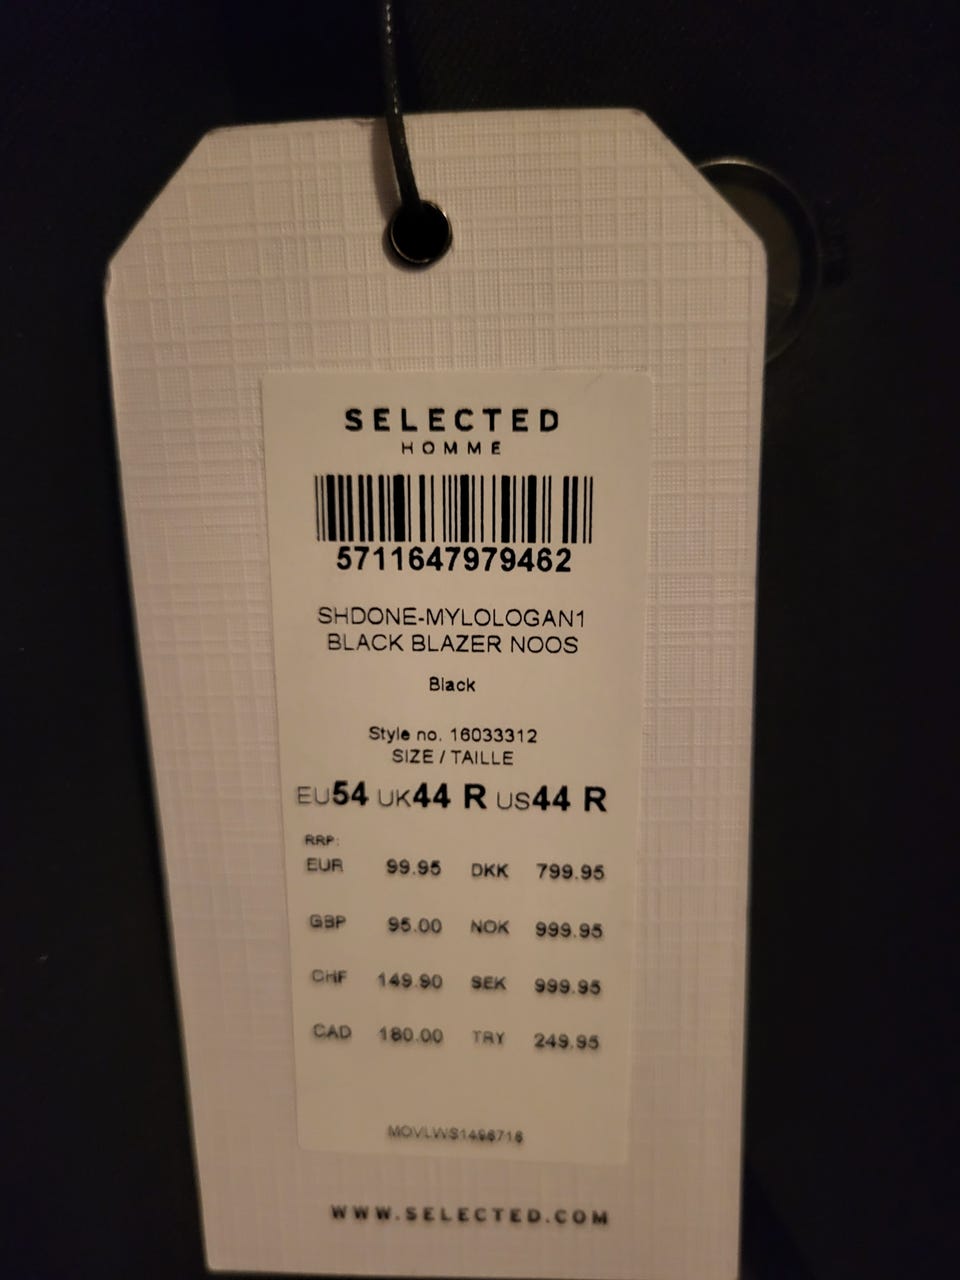 SELECTED
HOMME
5711647979462
SHDONE-MYLOLOGAN1
BLACK BLAZER NOOS
Black
Style no. 16033312
SIZE / TAILLE
EU54 UK44 R US44 R
RRP:
EUR 99.95 DKK 799.95
GBP 95.00 NOK 999.95
CHF 149.90 SEK 999.95
CAD 180.00 TRY 249.95
WWW.SELECTED.COM